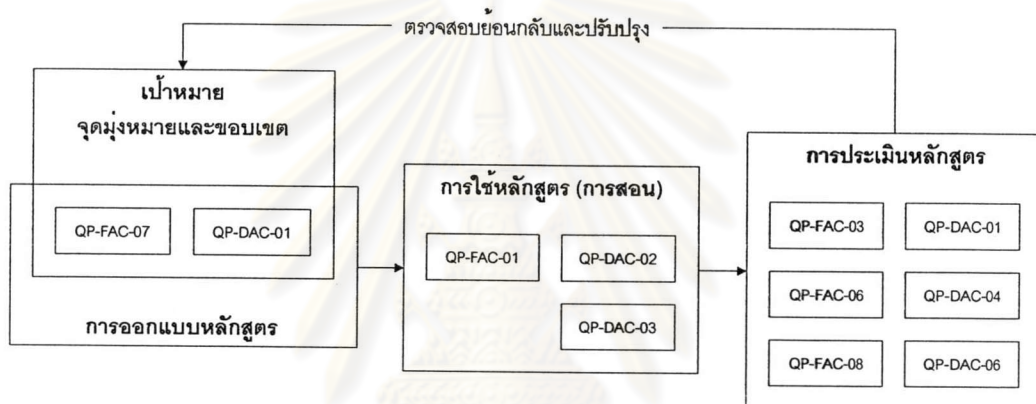 ตรวจสอบย้อนกลับและปรับปรุง
เป้าหมาย
จุดมุ่งหมายและขอบเขต
QP-FAC-07 QP-DAC-01
การออกแบบหลักสูตร
การใช้หลักสูตร (การสอน)
QP-FAC-01 QP-DAC-02
QP-DAC-03
การประเมินหลักสูตร
QP-FAC-03 QP-DAC-01
QP-FAC-06 QP-DAC-04
QP-FAC-08 QP-DAC-06